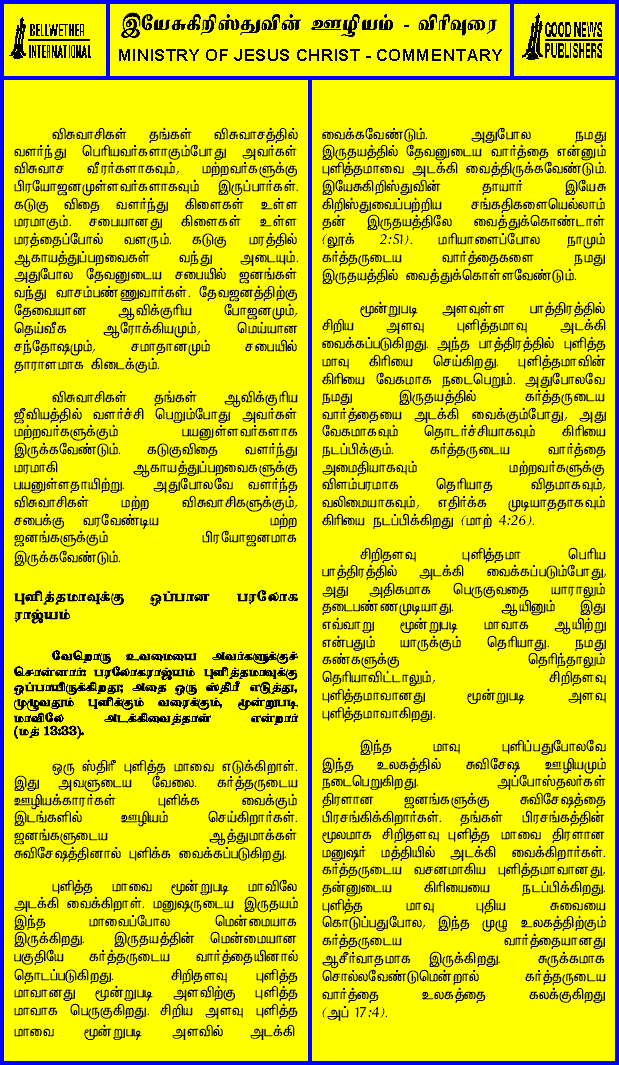 BELLWETHER
INTERNATIONAL
இயேசுகிறிஸ்துவின் ஊழியம் - விரிவுரை
MINISTRY OF JESUS CHRIST - COMMENTARY
GOOD NEWS
PUBLISHERS
விசுவாசிகள் தங்கள் விசுவாசத்தில்
வளர்ந்து பெரியவர்களாகும்போது அவர்கள்
விசுவாச வீரர்களாகவும், மற்றவர்களுக்கு
பிரயோஜனமுள்ளவர்களாகவும் இருப்பார்கள்.
கடுகு விதை வளர்ந்து கிளைகள் உள்ள
மரமாகும். சபையானது கிளைகள் உள்ள
மரத்தைப்போல் வளரும். கடுகு மரத்தில்
ஆகாயத்துப்பறவைகள் வந்து அடையும்.
அதுபோல தேவனுடைய சபையில் ஜனங்கள்
வந்து வாசம்பண்ணுவார்கள். தேவஜனத்திற்கு
தேவையான ஆவிக்குரிய போஜனமும்,
தெய்வீக ஆரோக்கியமும், மெய்யான
சந்தோஷமும், சமாதானமும் சபையில்
தாராளமாக கிடைக்கும்.
விசுவாசிகள் தங்கள் ஆவிக்குரிய
ஜீவியத்தில் வளர்ச்சி பெறும்போது அவர்கள்
மற்றவர்களுக்கும் பயனுள்ளவர்களாக
இருக்கவேண்டும். கடுகுவிதை வளர்ந்து
மரமாகி ஆகாயத்துப்பறவைகளுக்கு
பயனுள்ளதாயிற்று. அதுபோலவே வளர்ந்த
விசுவாசிகள் மற்ற விசுவாசிகளுக்கும்,
சபைக்கு வரவேண்டிய மற்ற
ஜனங்களுக்கும் பிரயோஜனமாக
இருக்கவேண்டும்.
புளித்தமாவுக்கு ஒப்பான பரலோக
ராஜ்யம்
வேறொரு உவமையை அவர்களுக்குச்
சொன்னார்: பரலோகராஜ்யம் புளித்தமாவுக்கு
ஒப்பாயிருக்கிறது; அதை ஒரு ஸ்திரீ எடுத்து,
முழுவதும் புளிக்கும் வரைக்கும், மூன்றுபடி
மாவிலே அடக்கிவைத்தாள் என்றார்
(மத் 13:33).
ஒரு ஸ்திரீ புளித்த மாவை எடுக்கிறாள்.
இது அவளுடைய வேலை. கர்த்தருடைய
ஊழியக்காரர்கள் புளிக்க வைக்கும்
இடங்களில் ஊழியம் செய்கிறார்கள்.
ஜனங்களுடைய ஆத்துமாக்கள்
சுவிசேஷத்தினால் புளிக்க வைக்கப்படுகிறது.
புளித்த மாவை மூன்றுபடி மாவிலே
அடக்கி வைக்கிறாள். மனுஷருடைய இருதயம்
இந்த மாவைப்போல மென்மையாக
இருக்கிறது. இருதயத்தின் மென்மையான
பகுதியே கர்த்தருடைய வார்த்தையினால்
தொடப்படுகிறது. சிறிதளவு புளித்த
மாவானது மூன்றுபடி அளவிற்கு புளித்த
மாவாக பெருகுகிறது. சிறிய அளவு புளித்த
மாவை மூன்றுபடி அளவில் அடக்கி
வைக்கவேண்டும். அதுபோல நமது
இருதயத்தில் தேவனுடைய வார்த்தை என்னும்
புளித்தமாவை அடக்கி வைத்திருக்கவேண்டும்.
இயேசுகிறிஸ்துவின் தாயார் இயேசு
கிறிஸ்துவைப்பற்றிய சங்கதிகளையெல்லாம்
தன் இருதயத்திலே வைத்துக்கொண்டாள்
(லூக் 2:51). மரியாளைப்போல நாமும்
கர்த்தருடைய வார்த்தைகளை நமது
இருதயத்தில் வைத்துக்கொள்ளவேண்டும்.
மூன்றுபடி அளவுள்ள பாத்திரத்தில்
சிறிய அளவு புளித்தமாவு அடக்கி
வைக்கப்படுகிறது. அந்த பாத்திரத்தில் புளித்த
மாவு கிரியை செய்கிறது. புளித்தமாவின்
கிரியை வேகமாக நடைபெறும். அதுபோலவே
நமது இருதயத்தில் கர்த்தருடைய
வார்த்தையை அடக்கி வைக்கும்போது, அது
வேகமாகவும் தொடர்ச்சியாகவும் கிரியை
நடப்பிக்கும். கர்த்தருடைய வார்த்தை
அமைதியாகவும் மற்றவர்களுக்கு
விளம்பரமாக தெரியாத விதமாகவும்,
வலிமையாகவும், எதிர்க்க முடியாததாகவும்
கிரியை நடப்பிக்கிறது (மாற் 4:26).
சிறிதளவு புளித்தமா பெரிய
பாத்திரத்தில் அடக்கி வைக்கப்படும்போது,
அது அதிகமாக பெருகுவதை யாராலும்
தடைபண்ணமுடியாது. ஆயினும் இது
எவ்வாறு மூன்றுபடி மாவாக ஆயிற்று
என்பதும் யாருக்கும் தெரியாது. நமது
கண்களுக்கு தெரிந்தாலும்
தெரியாவிட்டாலும், சிறிதளவு
புளித்தமாவானது மூன்றுபடி அளவு
புளித்தமாவாகிறது.
இந்த மாவு புளிப்பதுபோலவே
இந்த உலகத்தில் சுவிசேஷ ஊழியமும்
நடைபெறுகிறது. அப்போஸ்தலர்கள்
திரளான ஜனங்களுக்கு சுவிசேஷத்தை
பிரசங்கிக்கிறார்கள். தங்கள் பிரசங்கத்தின்
மூலமாக சிறிதளவு புளித்த மாவை திரளான
மனுஷர் மத்தியில் அடக்கி வைக்கிறார்கள்.
கர்த்தருடைய வசனமாகிய புளித்தமாவானது,
தன்னுடைய கிரியையை நடப்பிக்கிறது.
புளித்த மாவு புதிய சுவையை
கொடுப்பதுபோல, இந்த முழு உலகத்திற்கும்
கர்த்தருடைய வார்த்தையானது
ஆசீர்வாதமாக இருக்கிறது. சுருக்கமாக
சொல்லவேண்டுமென்றால் கர்த்தருடைய
வார்த்தை உலகத்தை கலக்குகிறது
(அப் 17:4).